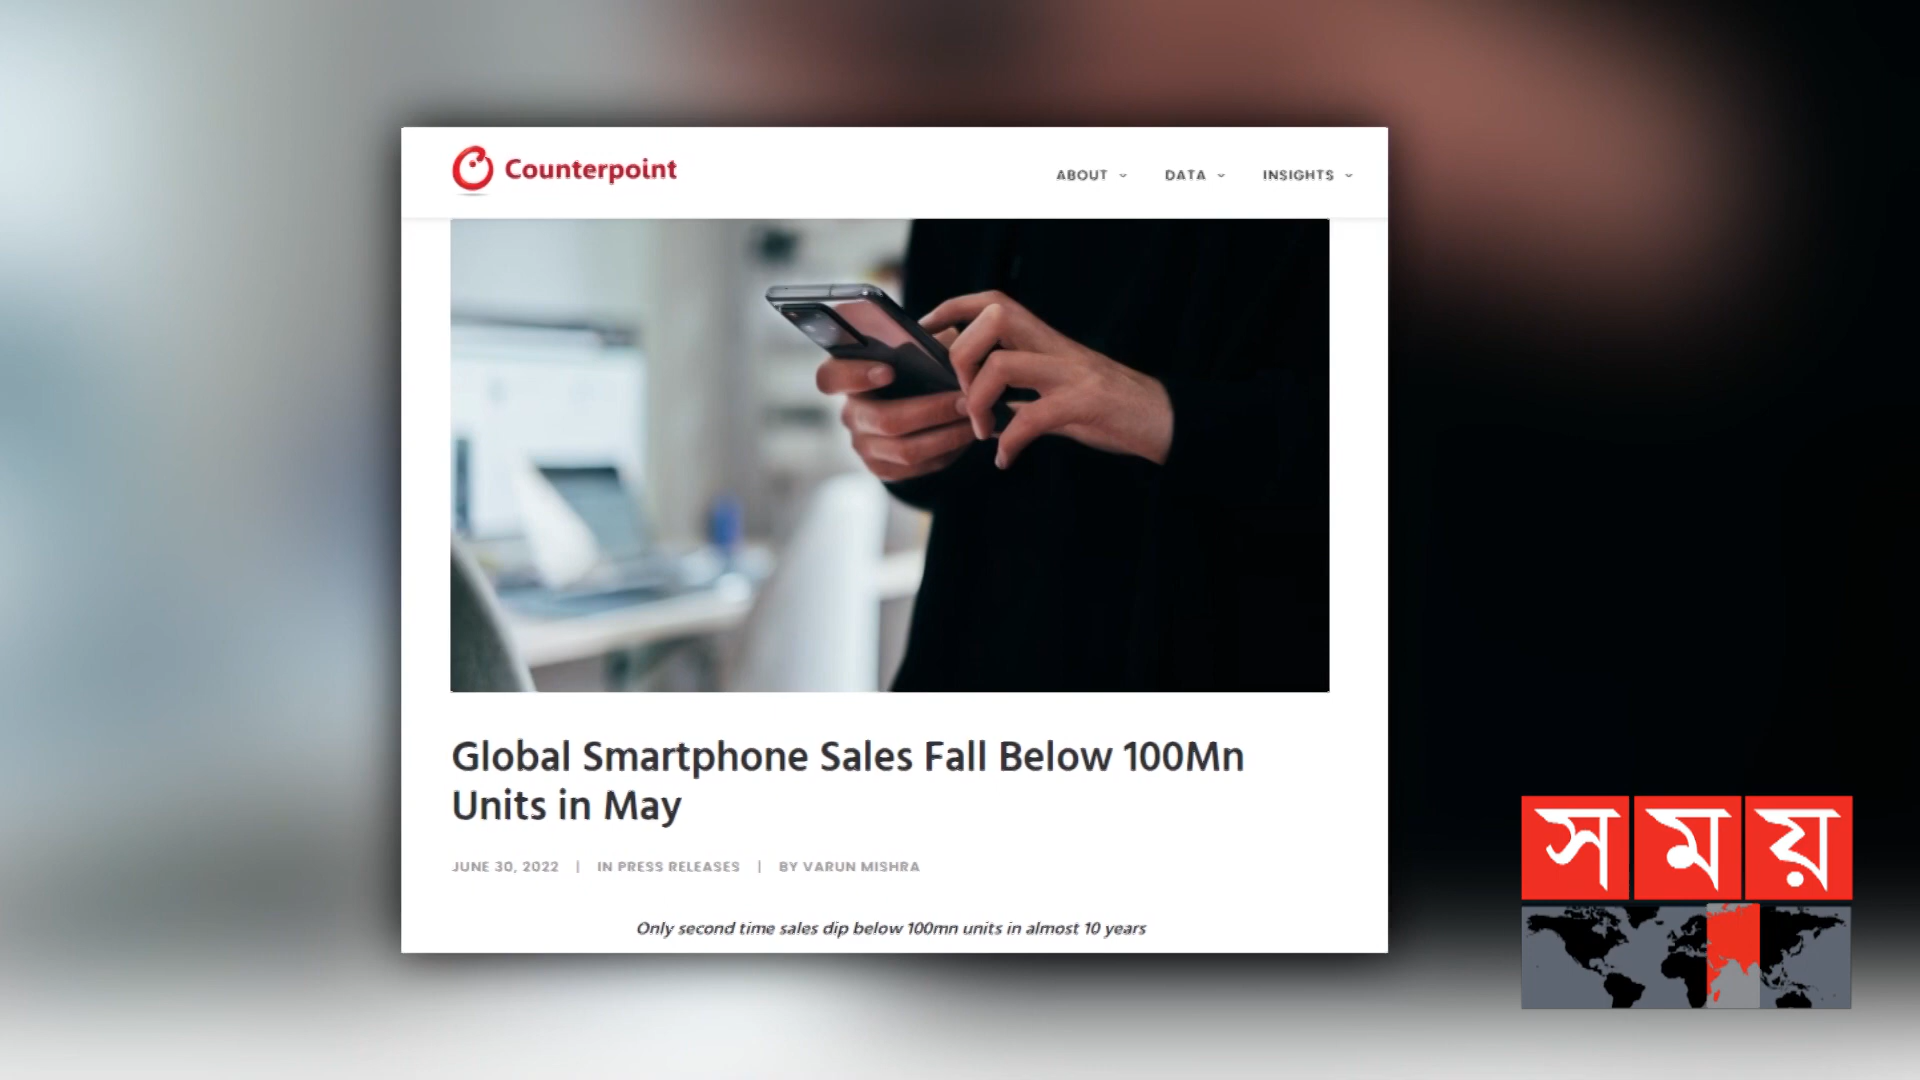 Counterpoint
ABOUT DATA INSIGHTS
Global Smartphone Sales Fall Below 100Mn
Units in May
JUNE 30, 2022 | IN PRESS RELEASES | BY VARUN MISHRA
Only second time sales dip below 100mn units in almost 10 years
সময়